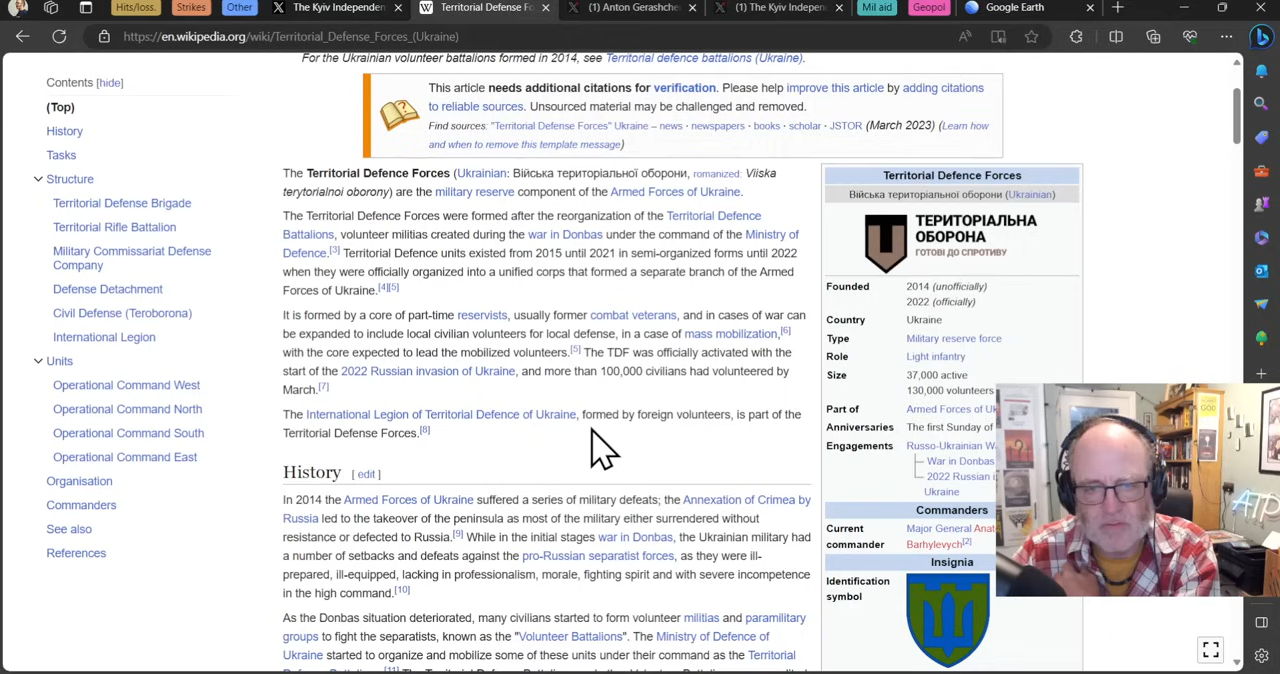 Hits/loss.
Strikes
Other
The Kyiv Independen
Territorial Defense Fo
(1) Anton Gerashchen
(1) The Kyiv Indepen
Mil aid
Geopol
Google Earth
https://en.wikipedia.org/wiki/Territorial_Defense_Forces_(Ukraine)
For the Ukrainian volunteer battalions formed in 2014, see Territorial defence battalions (Ukraine).
Contents [hide]
(Top)
History
Tasks
Structure
Territorial Defense Brigade
Territorial Rifle Battalion
Military Commissariat Defense
Company
Defense Detachment
Civil Defense (Teroborona)
International Legion
Units
Operational Command West
Operational Command North
Operational Command South
Operational Command East
Organisation
Commanders
See also
References
This article needs additional citations for verification. Please help improve this article by adding citations
to reliable sources. Unsourced material may be challenged and removed.
Find sources: "Territorial Defense Forces" Ukraine – news · newspapers · books · scholar · JSTOR (March 2023) (Learn how
and when to remove this template message)
The Territorial Defence Forces (Ukrainian: Війська територіальної оборони, romanized: Viiska
terytorialnoi oborony) are the military reserve component of the Armed Forces of Ukraine.
The Territorial Defence Forces were formed after the reorganization of the Territorial Defence
Battalions, volunteer militias created during the war in Donbas under the command of the Ministry of
Defence.[3] Territorial Defence units existed from 2015 until 2021 in semi-organized forms until 2022
when they were officially organized into a unified corps that formed a separate branch of the Armed
Forces of Ukraine.[4][5]
It is formed by a core of part-time reservists, usually former combat veterans, and in cases of war can
be expanded to include local civilian volunteers for local defense, in a case of mass mobilization,[6]
with the core expected to lead the mobilized volunteers.[5] The TDF was officially activated with the
start of the 2022 Russian invasion of Ukraine, and more than 100,000 civilians had volunteered by
March.[7]
The International Legion of Territorial Defence of Ukraine, formed by foreign volunteers, is part of the
Territorial Defense Forces.[8]
History [ edit ]
In 2014 the Armed Forces of Ukraine suffered a series of military defeats; the Annexation of Crimea by
Russia led to the takeover of the peninsula as most of the military either surrendered without
resistance or defected to Russia.[9] While in the initial stages war in Donbas, the Ukrainian military had
a number of setbacks and defeats against the pro-Russian separatist forces, as they were ill-
prepared, ill-equipped, lacking in professionalism, morale, fighting spirit and with severe incompetence
in the high command.[10]
As the Donbas situation deteriorated, many civilians started to form volunteer militias and paramilitary
groups to fight the separatists, known as the "Volunteer Battalions". The Ministry of Defence of
Ukraine started to organize and mobilize some of these units under their command as the Territorial
Territorial Defence Forces
Війська територіальної оборони (Ukrainian)
ТЕРИТОРІАЛЬНА
ОБОРОНА
ГОТОВІ ДО СПРОТИВУ
Founded 2014 (unofficially)
2022 (officially)
Country Ukraine
Type Military reserve force
Role Light infantry
Size 37,000 active
130,000 volunteers
Part of Armed Forces of Uk
Anniversaries The first Sunday of
Engagements Russo-Ukrainian W
War in Donbas
2022 Russian i
Ukraine
Commanders
Current Major General Anat
commander Barhylevych[2]
Insignia
Identification
symbol
GOD
ATP